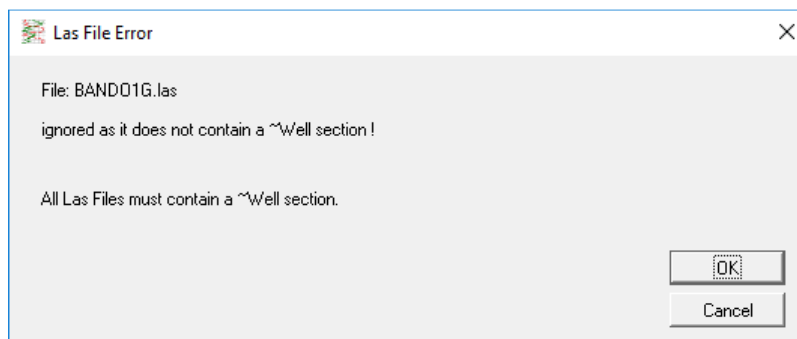 Las File Error
File: BANDO1G.las
ignored as it does not contain a ~Well section !
All Las Files must contain a ~Well section.
OK
Cancel